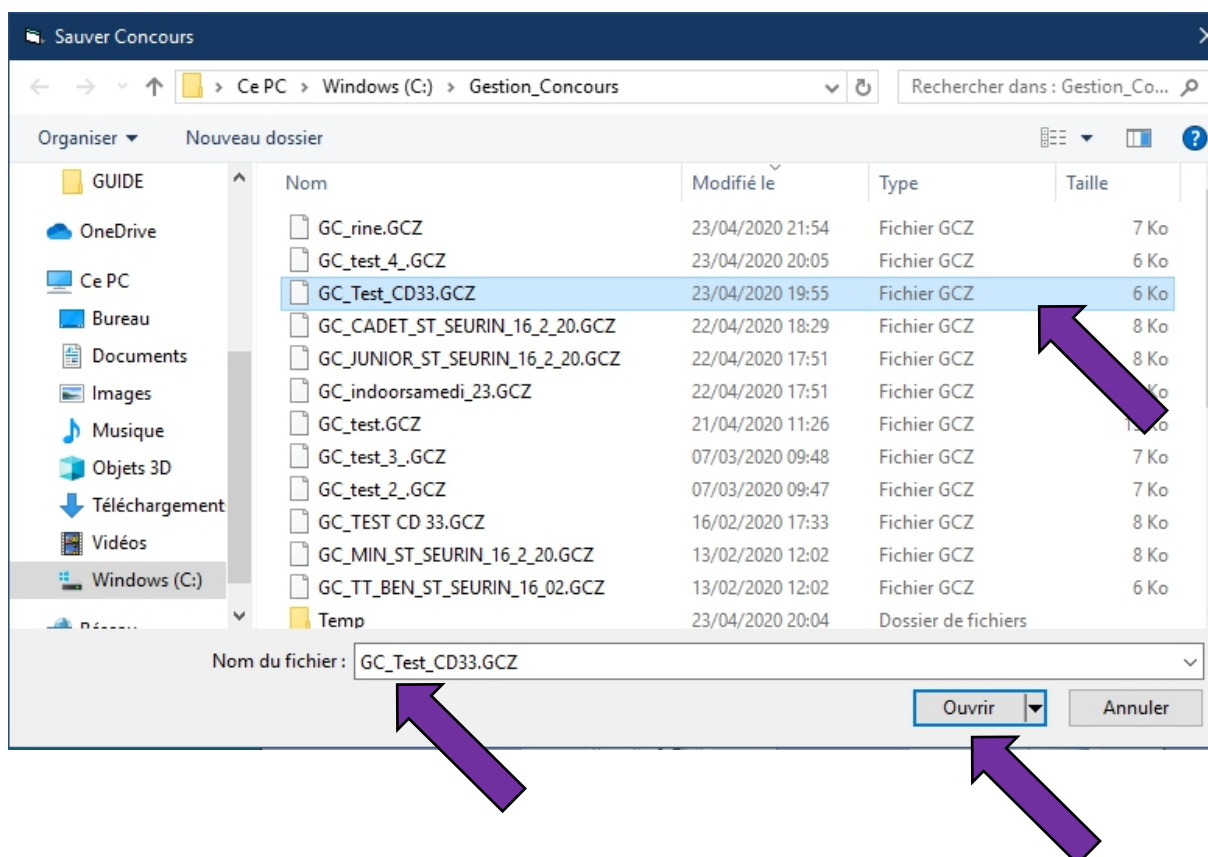 Sauver Concours
Ce PC > Windows (C:) > Gestion_Concours
Rechercher dans : Gestion_Co...
Organiser
Nouveau dossier
GUIDE
OneDrive
Ce PC
Bureau
Documents
Images
Musique
Objets 3D
Téléchargement
Vidéos
Windows (C:)
Nom Modifié le Type Taille
GC_rine.GCZ 23/04/2020 21:54 Fichier GCZ 7 Ko
GC_test_4_.GCZ 23/04/2020 20:05 Fichier GCZ 6 Ko
GC_Test_CD33.GCZ 23/04/2020 19:55 Fichier GCZ 6 Ko
GC_CADET_ST_SEURIN_16_2_20.GCZ 22/04/2020 18:29 Fichier GCZ 8 Ko
GC_JUNIOR_ST_SEURIN_16_2_20.GCZ 22/04/2020 17:51 Fichier GCZ 8 Ko
GC_indoorsamedi_23.GCZ 22/04/2020 17:51 Fichier GCZ
GC_test.GCZ 21/04/2020 11:26 Fichier GCZ
GC_test_3_.GCZ 07/03/2020 09:48 Fichier GCZ 7 Ko
GC_test_2_.GCZ 07/03/2020 09:47 Fichier GCZ 7 Ko
GC_TEST CD 33.GCZ 16/02/2020 17:33 Fichier GCZ 8 Ko
GC_MIN_ST_SEURIN_16_2_20.GCZ 13/02/2020 12:02 Fichier GCZ 8 Ko
GC_TT_BEN_ST_SEURIN_16_02.GCZ 13/02/2020 12:02 Fichier GCZ 6 Ko
Temp 23/04/2020 20:04 Dossier de fichiers
Nom du fichier : GC_Test_CD33.GCZ
Ouvrir
Annuler